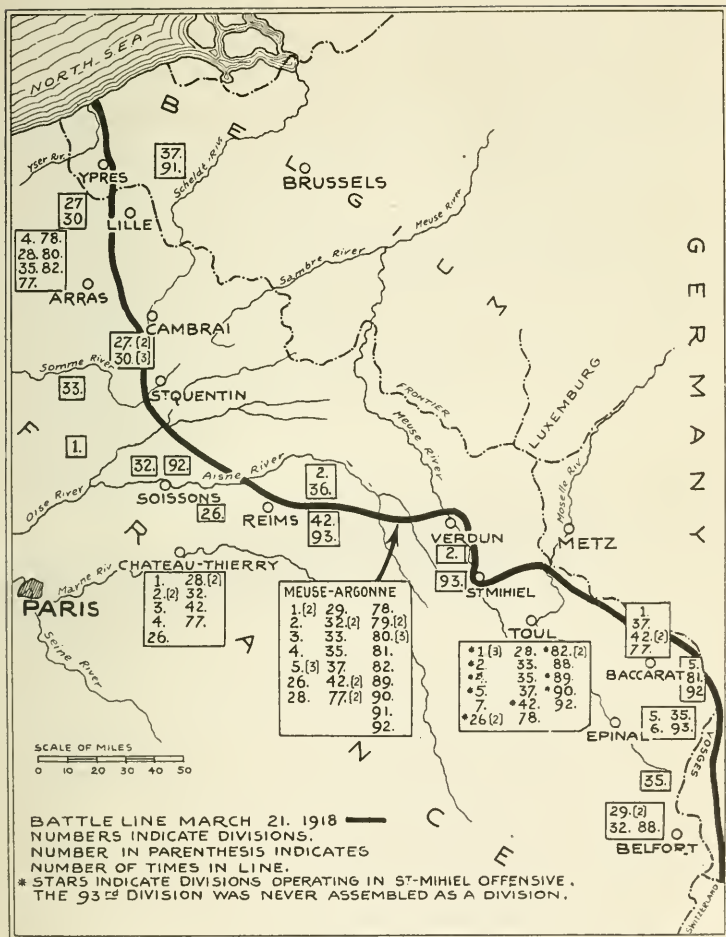 NORTH SEA
BELGIUM
GERMANY
FRANCE
Yser Riv.
YPRES
37.
91.
Scheldt Riv.
BRUSSELS
27
30
LILLE
Meuse River
4. 78.
28. 80.
35. 82.
77.
ARRAS
Sambre River
CAMBRAI
27. (2)
30. (3)
Somme River
33.
ST QUENTIN
FRONTIER
LUXEMBURG
Meuse River
Moselle Riv
1.
32.
92.
Aisne River
Oise River
SOISSONS
26.
REIMS
2.
36.
42.
93.
VERDUN
2.
93.
ST MIHIEL
METZ
CHATEAU-THIERRY
1. 28. (2)
2. (2) 32.
3. 42.
4. 77.
26.
Marne Riv
PARIS
Seine River
MEUSE-ARGONNE
1. (2) 29. 78.
2. 32. (2) 79. (2)
3. 33. 80. (3)
4. 35. 81.
5. (3) 37. 82.
26. 42. (2) 89.
28. 77. (2) 90.
91.
92.
TOUL
*1 (3) 28. *82. (2)
*2. 33. 88.
*4. 35. *89.
*5. 37. *90.
7. *42. 92.
*26 (2) 78.
1.
37.
42. (2)
77.
BACCARAT
5.
81.
92
EPINAL
5. 35.
6. 93.
VOSGES
35.
29. (2)
32. 88.
BELFORT
SWITZERLAND
SCALE OF MILES
0 10 20 30 40 50
BATTLE LINE MARCH 21. 1918
NUMBERS INDICATE DIVISIONS.
NUMBER IN PARENTHESIS INDICATES
NUMBER OF TIMES IN LINE.
* STARS INDICATE DIVISIONS OPERATING IN ST-MIHIEL OFFENSIVE.
THE 93RD DIVISION WAS NEVER ASSEMBLED AS A DIVISION.